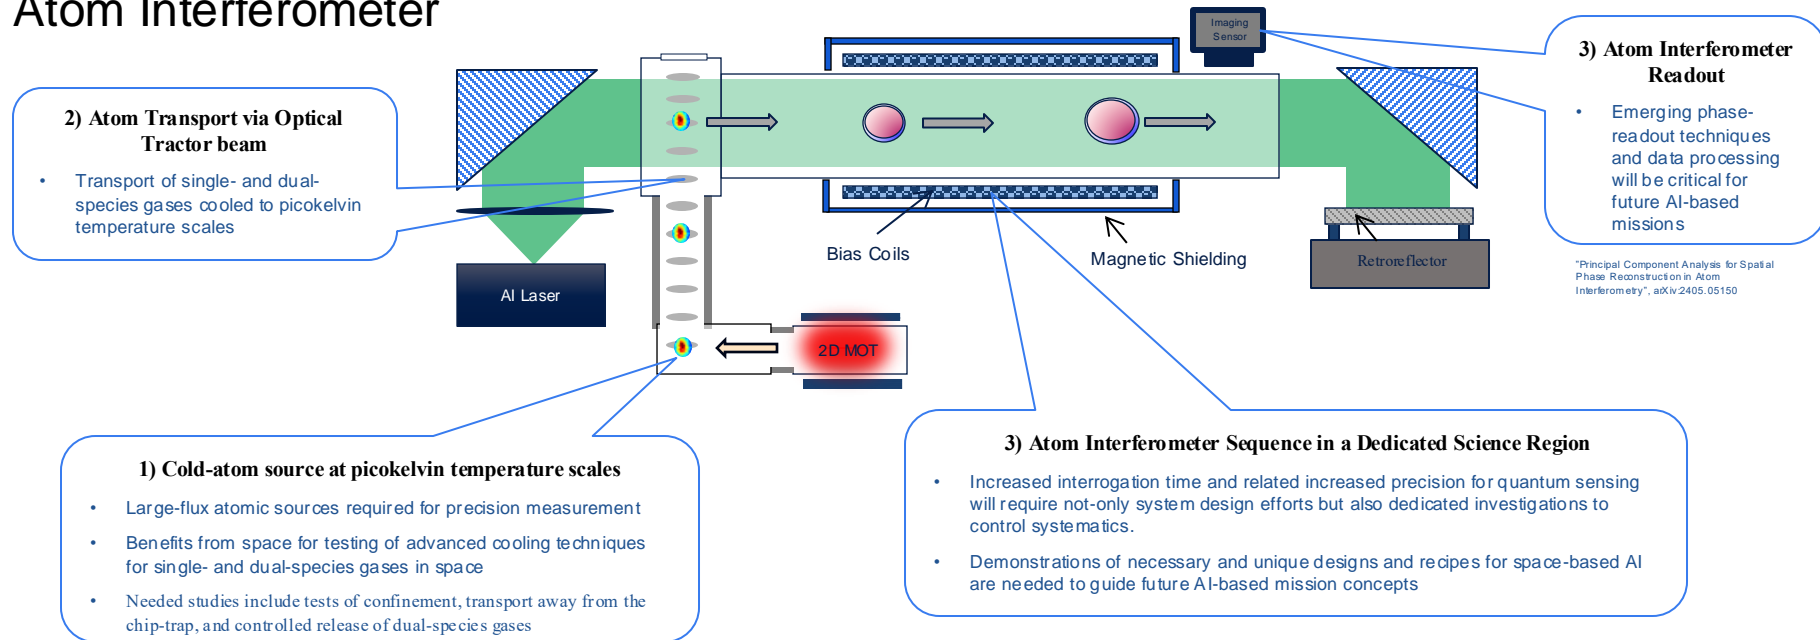 Atom Interferometer
Imaging
Sensor
3) Atom Interferometer
Readout
• Emerging phase-
readout techniques
and data processing
will be critical for
future AI-based
missions
"Principal Component Analysis for Spatial
Phase Reconstruction in Atom
Interferometry", arXiv:2405.05150
2) Atom Transport via Optical
Tractor beam
• Transport of single- and dual-
species gases cooled to picokelvin
temperature scales
Bias Coils
Magnetic Shielding
Retroreflector
AI Laser
2D MOT
1) Cold-atom source at picokelvin temperature scales
• Large-flux atomic sources required for precision measurement
• Benefits from space for testing of advanced cooling techniques
for single- and dual-species gases in space
• Needed studies include tests of confinement, transport away from the
chip-trap, and controlled release of dual-species gases
3) Atom Interferometer Sequence in a Dedicated Science Region
• Increased interrogation time and related increased precision for quantum sensing
will require not-only system design efforts but also dedicated investigations to
control systematics.
• Demonstrations of necessary and unique designs and recipes for space-based AI
are needed to guide future AI-based mission concepts